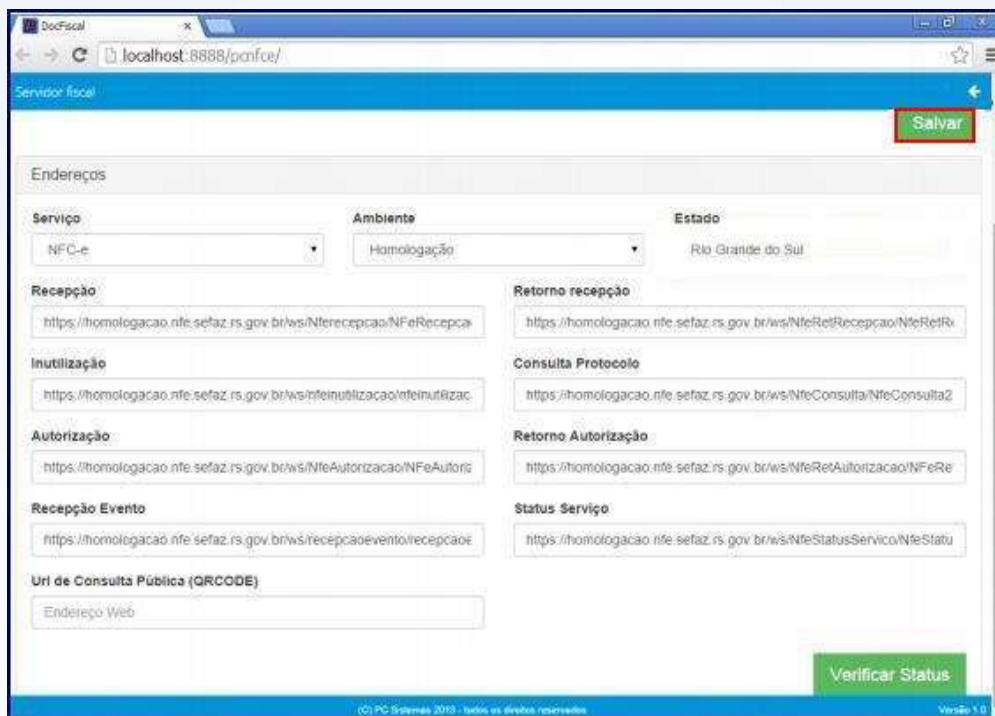 DocFiscal
localhost:8888/pcnfce/
Servidor fiscal
Salvar
Endereços
Serviço Ambiente Estado
NFC-e Homologação Rio Grande do Sul
Recepção Retorno recepção
https://homologacao.nfe.sefaz.rs.gov.br/ws/Nferecepcao/NFeRecepca https://homologacao.nfe.sefaz.rs.gov.br/ws/NfeRetRecepcao/NfeRetRe
Inutilização Consulta Protocolo
https://homologacao.nfe.sefaz.rs.gov.br/ws/nfeinutilizacao/nfeinutilizac https://homologacao.nfe.sefaz.rs.gov.br/ws/NfeConsulta/NfeConsulta2
Autorização Retorno Autorização
https://homologacao.nfe.sefaz.rs.gov.br/ws/NfeAutorizacao/NFeAutoriz https://homologacao.nfe.sefaz.rs.gov.br/ws/NfeRetAutorizacao/NFeRe
Recepção Evento Status Serviço
https://homologacao.nfe.sefaz.rs.gov.br/ws/recepcaoevento/recepcaoe https://homologacao.nfe.sefaz.rs.gov.br/ws/NfeStatusServico/NfeStatu
Url de Consulta Pública (QRCODE)
Endereço Web
Verificar Status
(C) PC Sistemas 2013 - todos os direitos reservados Versão 1.0